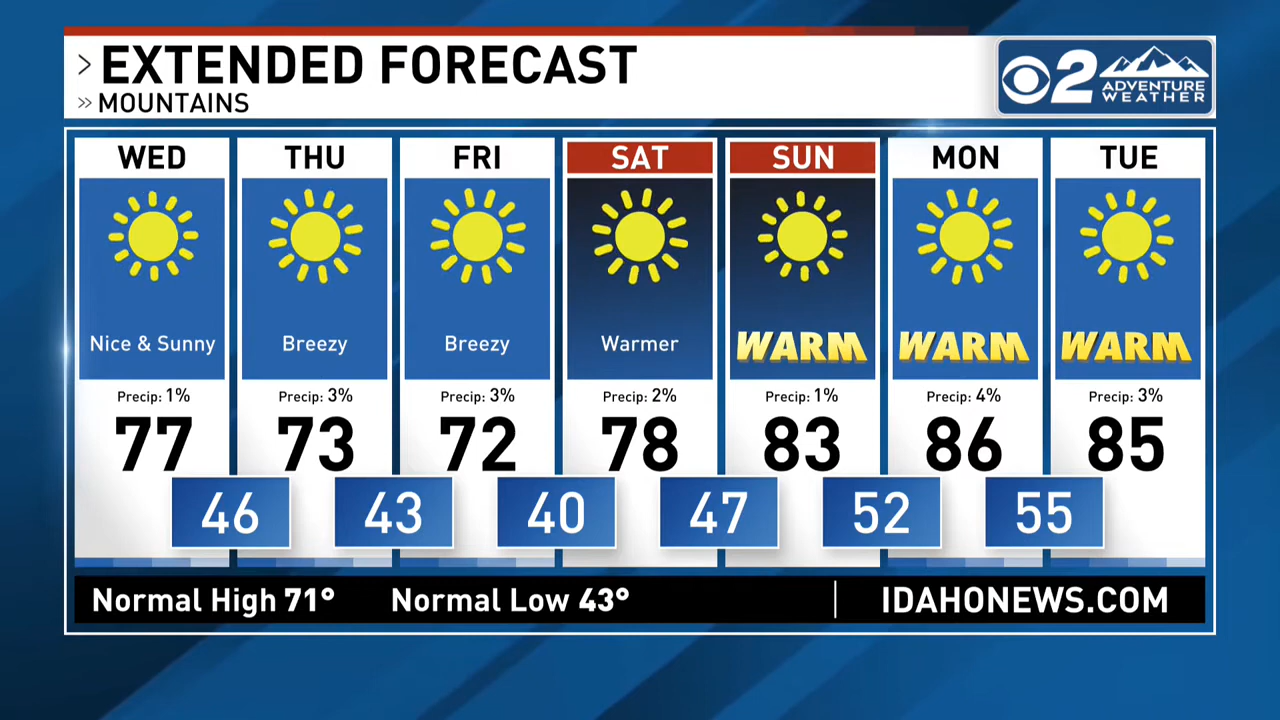 > EXTENDED FORECAST
» MOUNTAINS
2 ADVENTURE
WEATHER
WED THU FRI SAT SUN MON TUE
Nice & Sunny Breezy Breezy Warmer WARM WARM WARM
Precip: 1% Precip: 3% Precip: 3% Precip: 2% Precip: 1% Precip: 4% Precip: 3%
77 73 72 78 83 86 85
46 43 40 47 52 55
Normal High 71° Normal Low 43° IDAHONEWS.COM